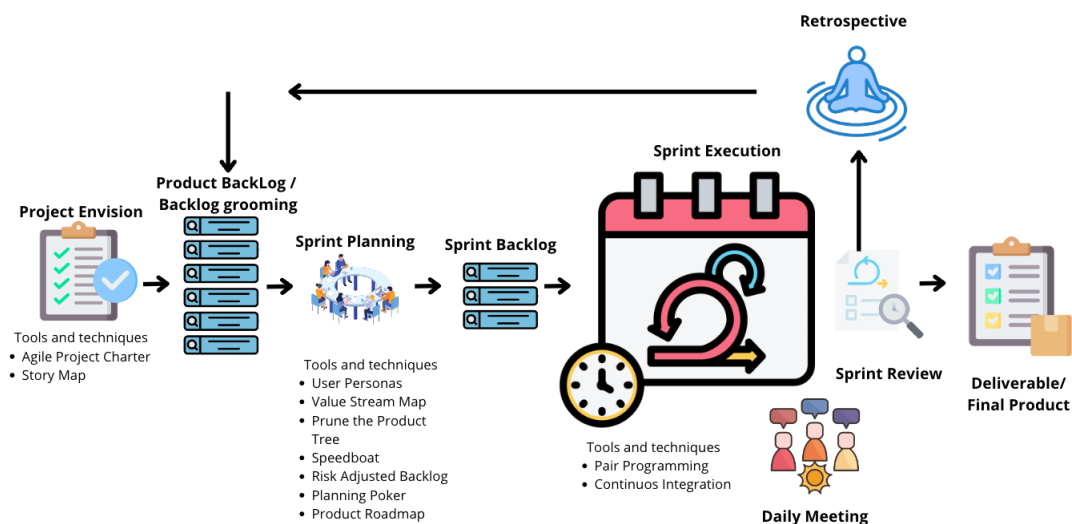 Retrospective
Sprint Execution
Product BackLog /
Backlog grooming
Project Envision
Sprint Planning
Sprint Backlog
Tools and techniques
• Agile Project Charter
• Story Map
Tools and techniques
• User Personas
• Value Stream Map
• Prune the Product
Tree
• Speedboat
• Risk Adjusted Backlog
• Planning Poker
• Product Roadmap
Tools and techniques
• Pair Programming
• Continuos Integration
Sprint Review
Deliverable/
Final Product
Daily Meeting